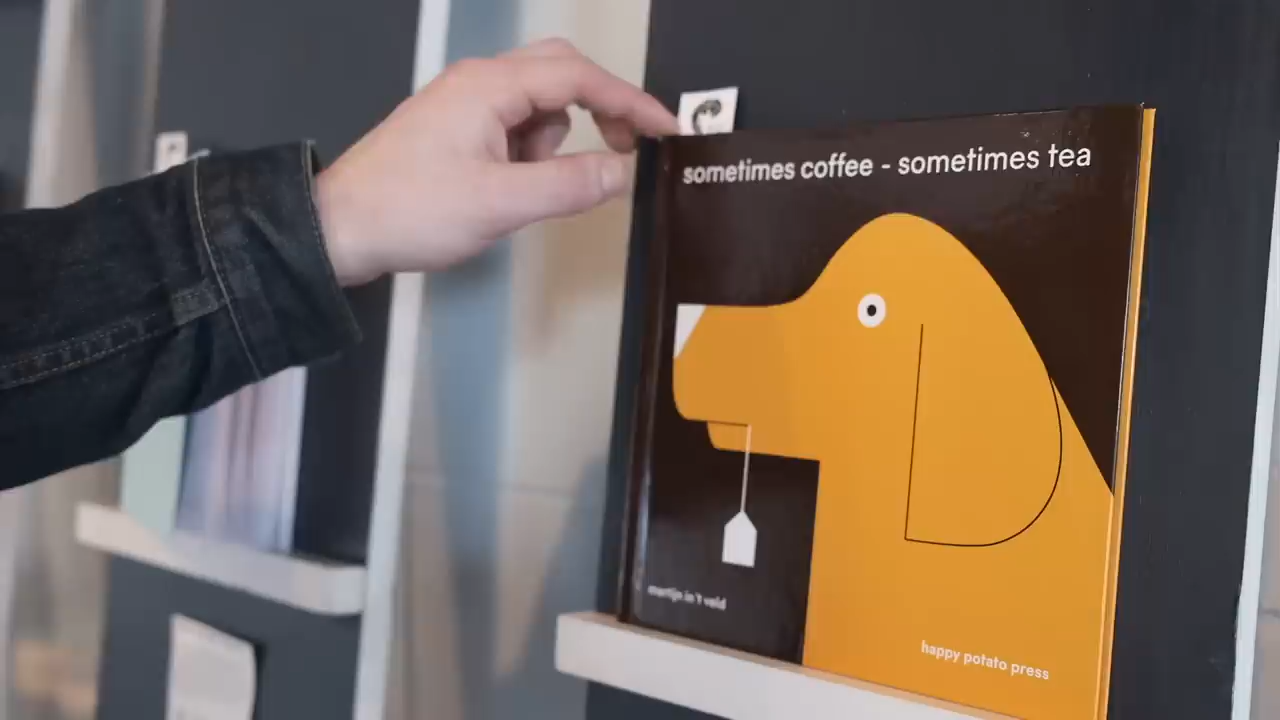 sometimes coffee - sometimes tea
martijn in 't veld
happy potato press